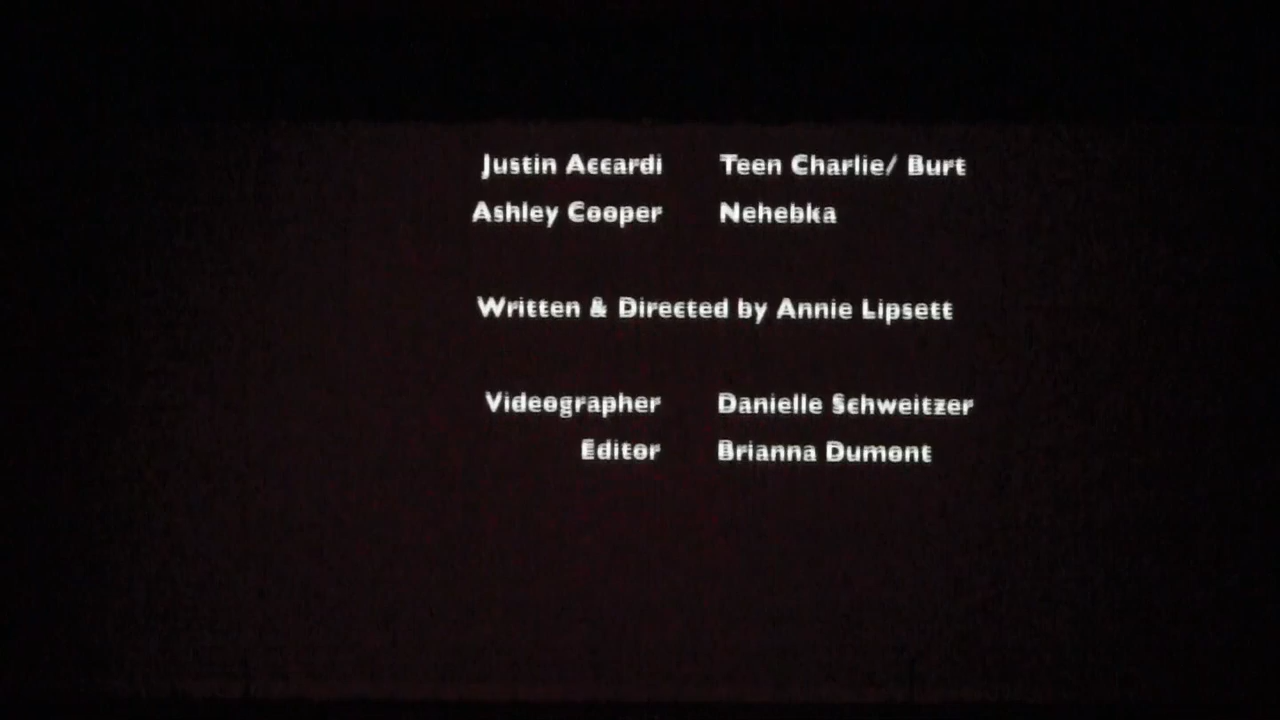 Justin Accardi Teen Charlie/ Burt
Ashley Cooper Nehebka
Written & Directed by Annie Lipsett
Videographer Danielle Schweitzer
Editor Brianna Dumont